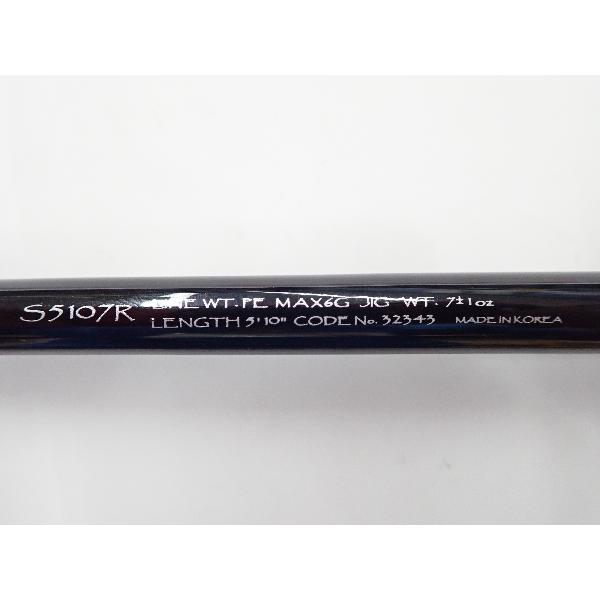 S5107R
LINE WT. PE MAX6G JIG WT. 7±1oz
LENGTH 5'10" CODE No. 32343 MADE IN KOREA